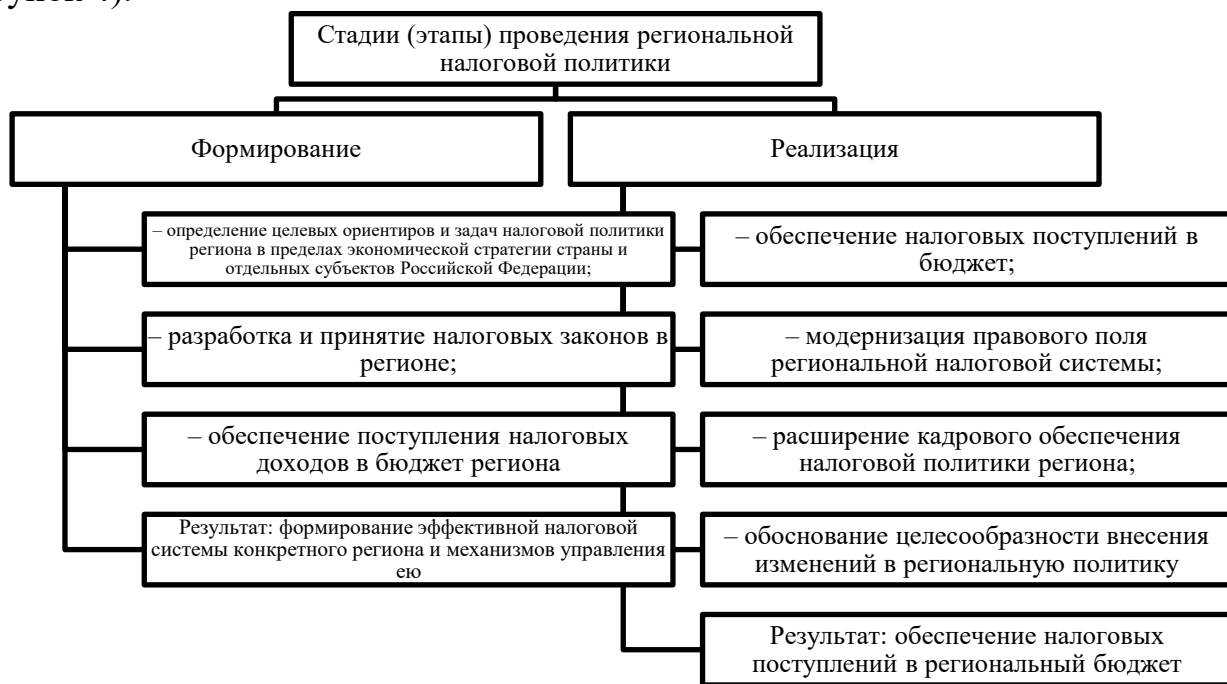 Стадии (этапы) проведения региональной
налоговой политики
Формирование
Реализация
– определение целевых ориентиров и задач налоговой политики
региона в пределах экономической стратегии страны и
отдельных субъектов Российской Федерации;
– разработка и принятие налоговых законов в
регионе;
– обеспечение поступления налоговых
доходов в бюджет региона
Результат: формирование эффективной налоговой
системы конкретного региона и механизмов управления
ею
– обеспечение налоговых поступлений в
бюджет;
– модернизация правового поля
региональной налоговой системы;
– расширение кадрового обеспечения
налоговой политики региона;
– обоснование целесообразности внесения
изменений в региональную политику
Результат: обеспечение налоговых
поступлений в региональный бюджет